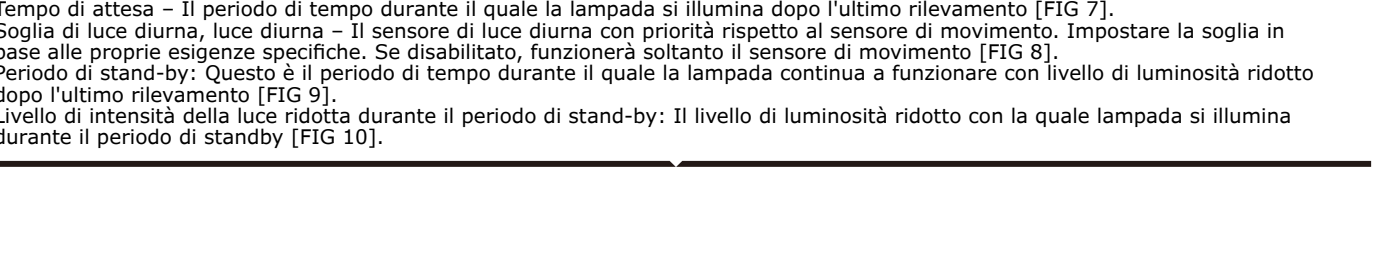 Tempo di attesa – Il periodo di tempo durante il quale la lampada si illumina dopo l'ultimo rilevamento [FIG 7].
Soglia di luce diurna, luce diurna – Il sensore di luce diurna con priorità rispetto al sensore di movimento. Impostare la soglia in
base alle proprie esigenze specifiche. Se disabilitato, funzionerà soltanto il sensore di movimento [FIG 8].
Periodo di stand-by: Questo è il periodo di tempo durante il quale la lampada continua a funzionare con livello di luminosità ridotto
dopo l'ultimo rilevamento [FIG 9].
Livello di intensità della luce ridotta durante il periodo di stand-by: Il livello di luminosità ridotto con la quale lampada si illumina
durante il periodo di standby [FIG 10].